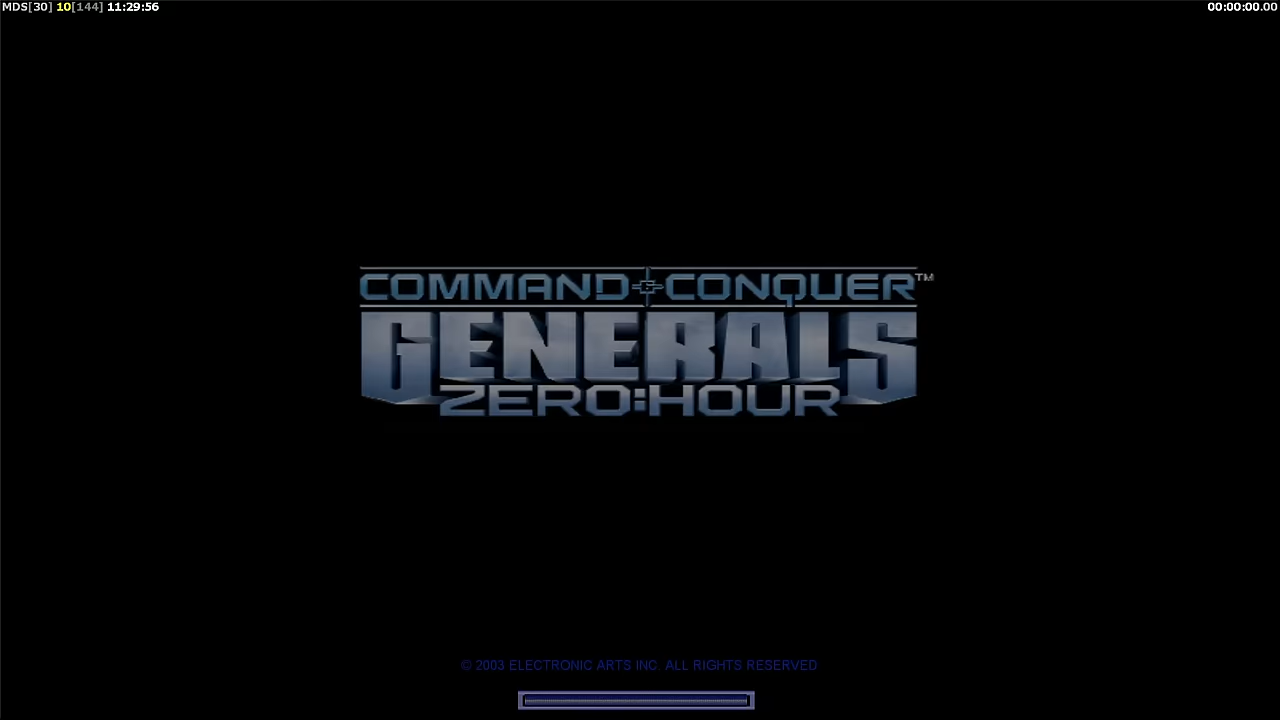 MDS[30] 10[144] 11:29:56
00:00:00.00
COMMAND CONQUER™
GENERALS
ZERO:HOUR
© 2003 ELECTRONIC ARTS INC. ALL RIGHTS RESERVED